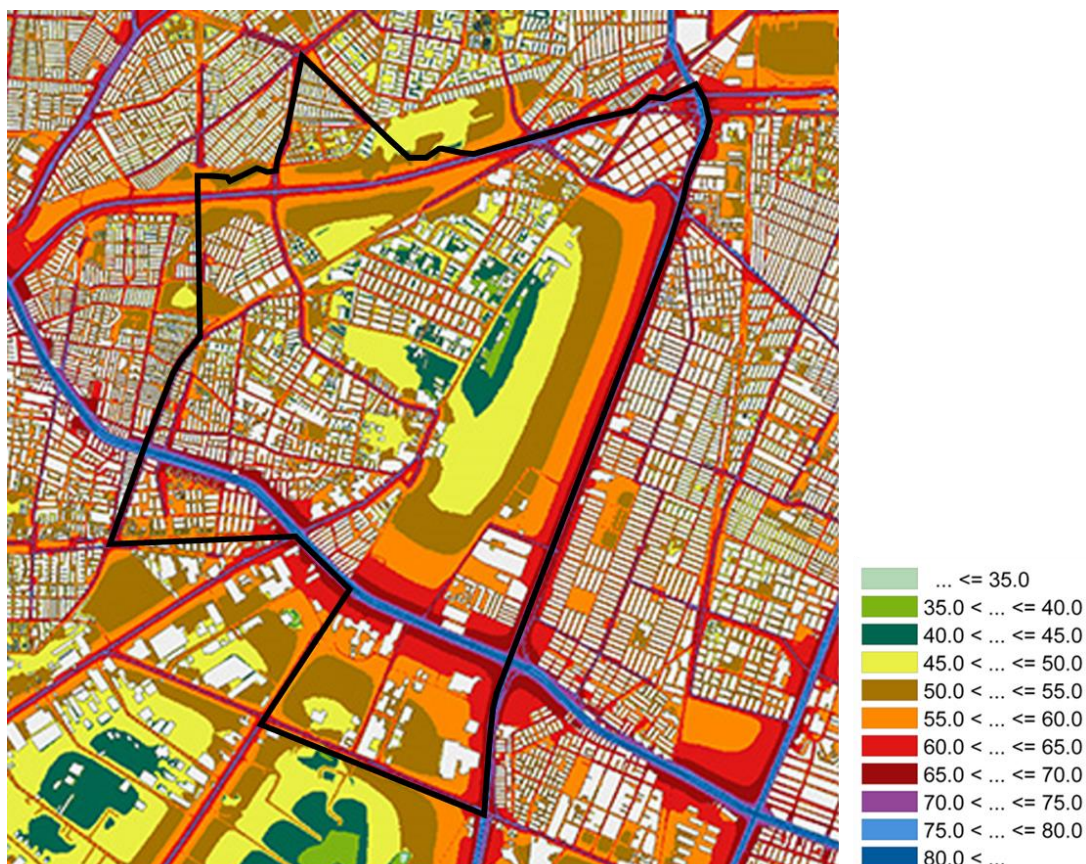 ... <= 35.0
35.0 < ... <= 40.0
40.0 < ... <= 45.0
45.0 < ... <= 50.0
50.0 < ... <= 55.0
55.0 < ... <= 60.0
60.0 < ... <= 65.0
65.0 < ... <= 70.0
70.0 < ... <= 75.0
75.0 < ... <= 80.0
80.0 < ...